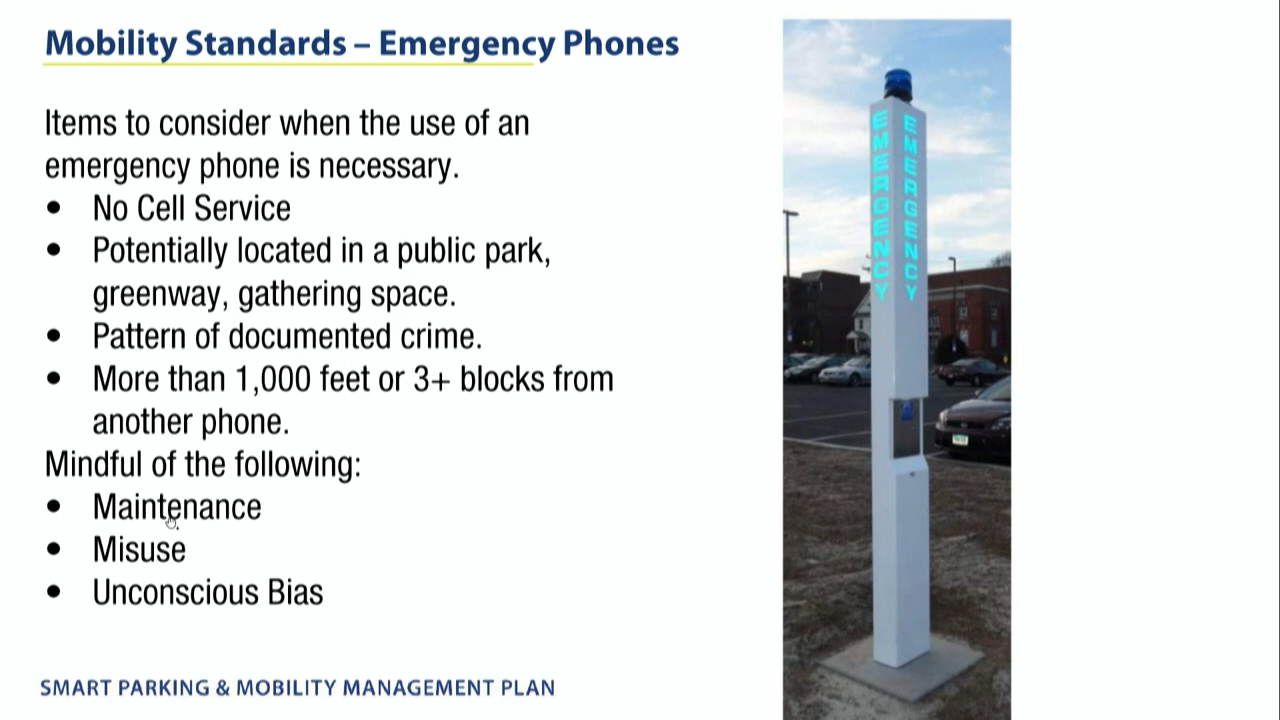 Mobility Standards – Emergency Phones
Items to consider when the use of an
emergency phone is necessary.
• No Cell Service
• Potentially located in a public park,
greenway, gathering space.
• Pattern of documented crime.
• More than 1,000 feet or 3+ blocks from
another phone.
Mindful of the following:
• Maintenance
• Misuse
• Unconscious Bias
SMART PARKING & MOBILITY MANAGEMENT PLAN
EMERGENCY
EMERGENCY